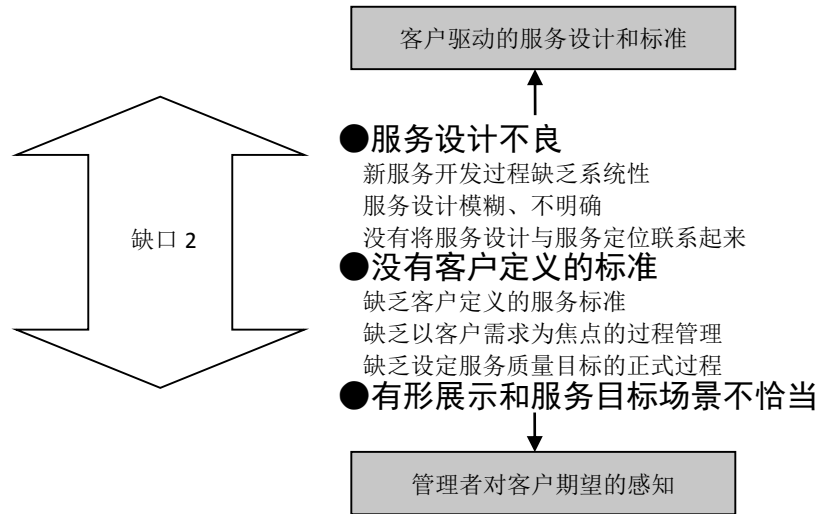 客户驱动的服务设计和标准
●服务设计不良
新服务开发过程缺乏系统性
服务设计模糊、不明确
没有将服务设计与服务定位联系起来
缺口 2
●没有客户定义的标准
缺乏客户定义的服务标准
缺乏以客户需求为焦点的过程管理
缺乏设定服务质量目标的正式过程
●有形展示和服务目标场景不恰当
管理者对客户期望的感知